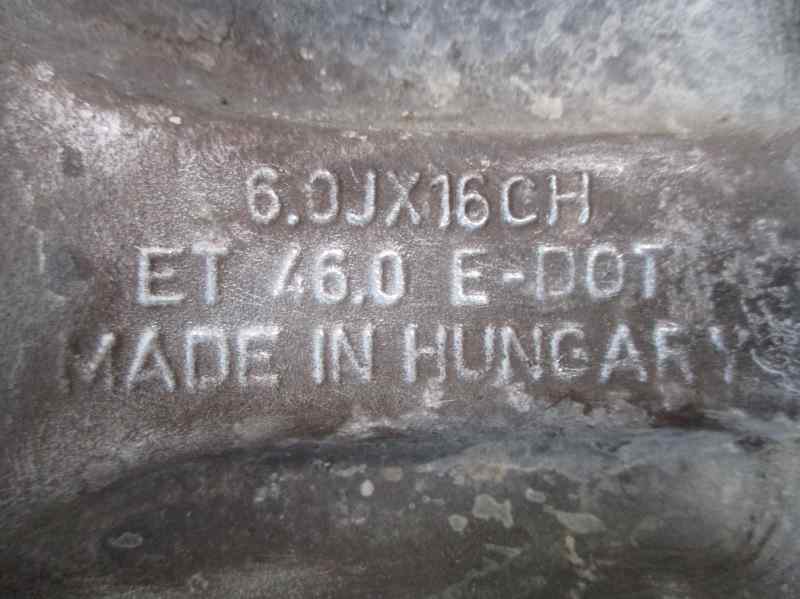 6.0JX16CH
ET 46.0 E-DOT
MADE IN HUNGARY